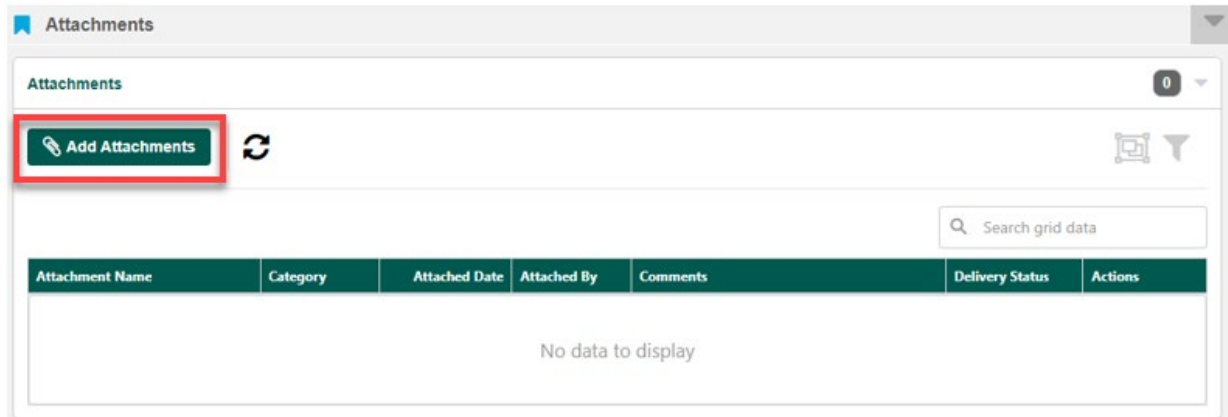 Attachments
Attachments 0
Add Attachments
Search grid data
Attachment Name Category Attached Date Attached By Comments Delivery Status Actions
No data to display